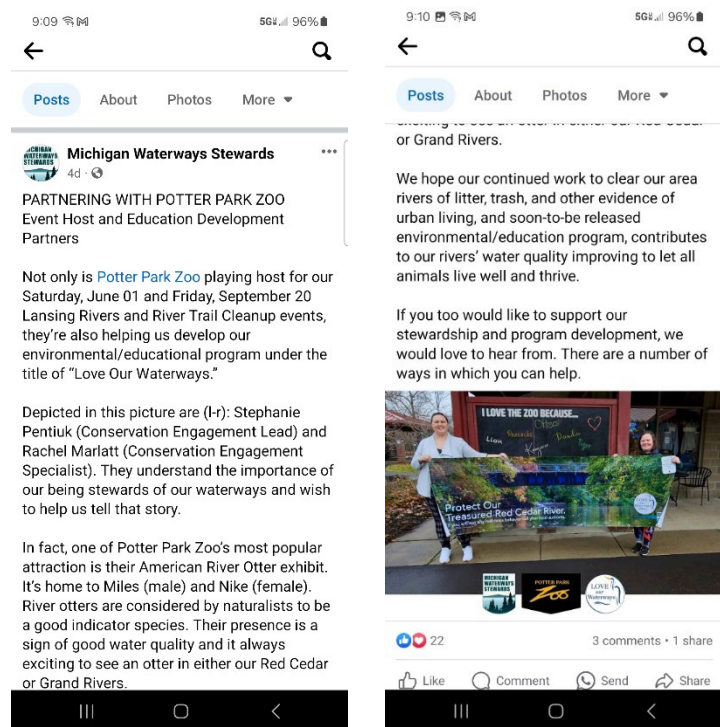 9:09
5G 96%
Posts About Photos More
Michigan Waterways Stewards
4d
PARTNERING WITH POTTER PARK ZOO
Event Host and Education Development
Partners
Not only is Potter Park Zoo playing host for our
Saturday, June 01 and Friday, September 20
Lansing Rivers and River Trail Cleanup events,
they're also helping us develop our
environmental/educational program under the
title of “Love Our Waterways.”
Depicted in this picture are (l-r): Stephanie
Pentiuk (Conservation Engagement Lead) and
Rachel Marlatt (Conservation Engagement
Specialist). They understand the importance of
our being stewards of our waterways and wish
to help us tell that story.
In fact, one of Potter Park Zoo's most popular
attraction is their American River Otter exhibit.
It's home to Miles (male) and Nike (female).
River otters are considered by naturalists to be
a good indicator species. Their presence is a
sign of good water quality and it always
exciting to see an otter in either our Red Cedar
or Grand Rivers.
9:10
5G 96%
Posts About Photos More
exciting to see an otter in either our Red Cedar
or Grand Rivers.
We hope our continued work to clear our area
rivers of litter, trash, and other evidence of
urban living, and soon-to-be released
environmental/education program, contributes
to our rivers' water quality improving to let all
animals live well and thrive.
If you too would like to support our
stewardship and program development, we
would love to hear from. There are a number of
ways in which you can help.
I LOVE THE ZOO BECAUSE...
Protect Our
Treasured Red Cedar River.
MICHIGAN
WATERWAYS
STEWARDS
POTTER PARK
ZOO
LOVE
our
Waterways
22
3 comments • 1 share
Like Comment Send Share